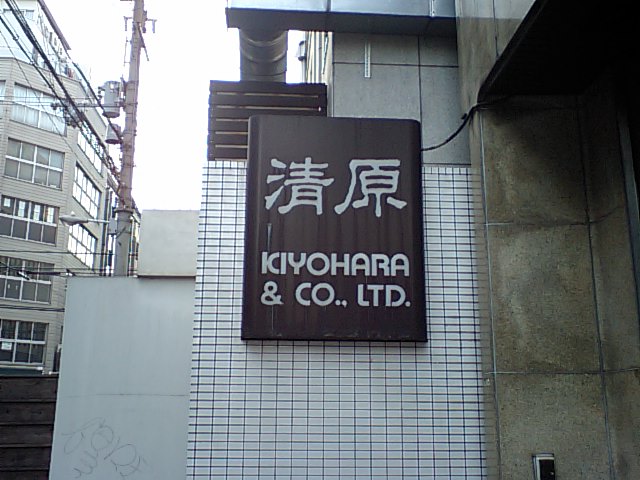 清原
KIYOHARA
& CO., LTD.